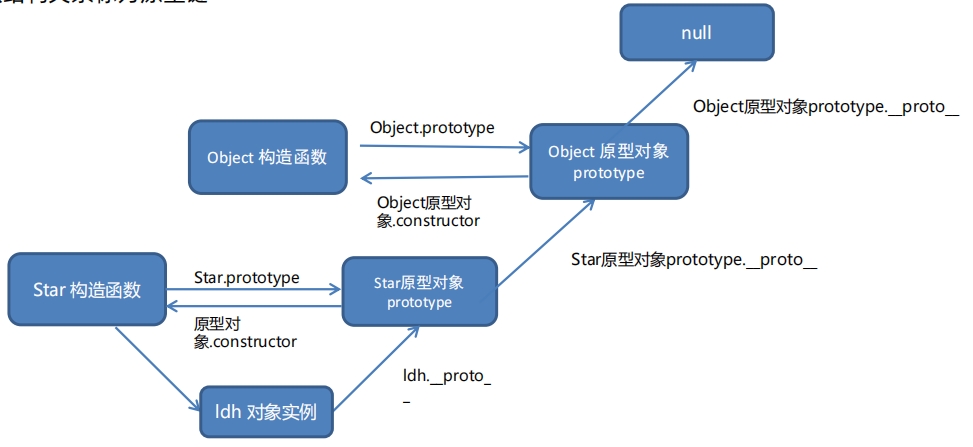 null
Object原型对象prototype.__proto__
Object.prototype
Object 构造函数
Object 原型对象
prototype
Object原型对
象.constructor
Star原型对象prototype.__proto__
Star 构造函数
Star.prototype
Star原型对象
prototype
原型对
象.constructor
ldh.__proto_
_
ldh 对象实例